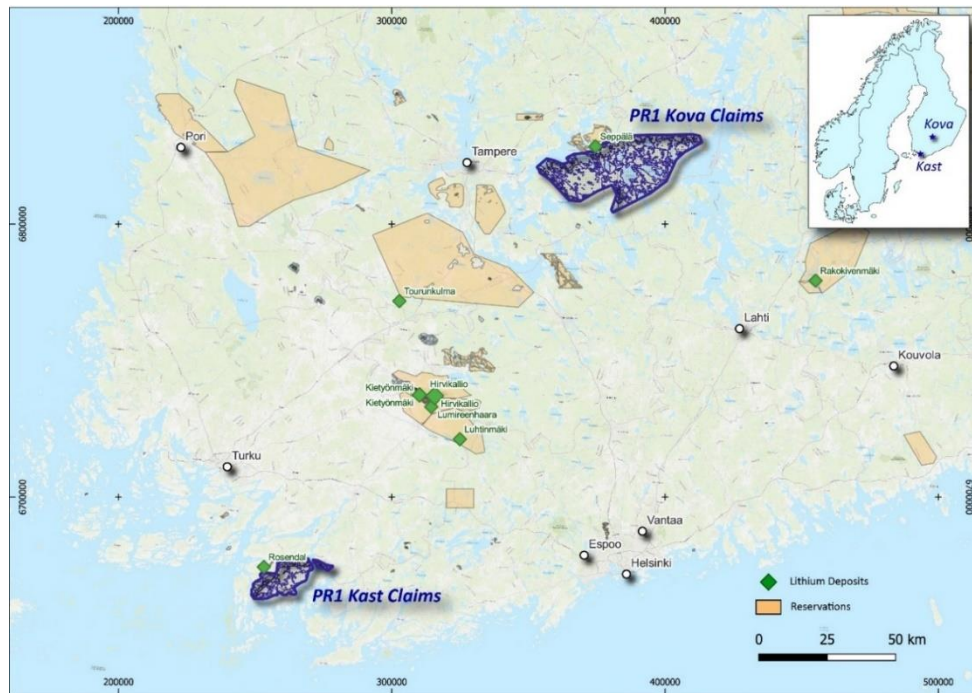 200000
300000
400000
PR1 Kova Claims
Kova
Kast
Pori
Tampere
Seppälä
6800000
Tourunkulma
Rakokivenmäki
Lahti
Kouvola
Kietyönmäki
Hirvikallio
Kietyönmäki
Hirvikallio
Lumireenhaara
Luhtinmäki
Turku
6700000
6700000
Vantaa
Espoo
Helsinki
Rosendal
PR1 Kast Claims
Lithium Deposits
Reservations
0 25 50 km
200000
300000
400000
500000